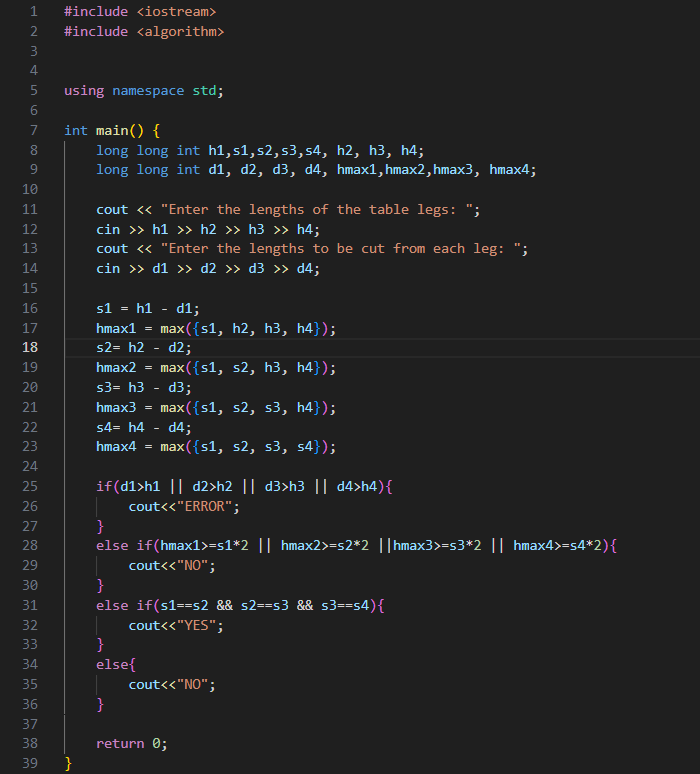 1 #include <iostream>
2 #include <algorithm>
3
4
5 using namespace std;
6
7 int main() {
8 long long int h1,s1,s2,s3,s4, h2, h3, h4;
9 long long int d1, d2, d3, d4, hmax1,hmax2,hmax3, hmax4;
10
11 cout << "Enter the lengths of the table legs: ";
12 cin >> h1 >> h2 >> h3 >> h4;
13 cout << "Enter the lengths to be cut from each leg: ";
14 cin >> d1 >> d2 >> d3 >> d4;
15
16 s1 = h1 - d1;
17 hmax1 = max({s1, h2, h3, h4});
18 s2= h2 - d2;
19 hmax2 = max({s1, s2, h3, h4});
20 s3= h3 - d3;
21 hmax3 = max({s1, s2, s3, h4});
22 s4= h4 - d4;
23 hmax4 = max({s1, s2, s3, s4});
24
25 if(d1>h1 || d2>h2 || d3>h3 || d4>h4){
26 cout<<"ERROR";
27 }
28 else if(hmax1>=s1*2 || hmax2>=s2*2 ||hmax3>=s3*2 || hmax4>=s4*2){
29 cout<<"NO";
30 }
31 else if(s1==s2 && s2==s3 && s3==s4){
32 cout<<"YES";
33 }
34 else{
35 cout<<"NO";
36 }
37
38 return 0;
39 }